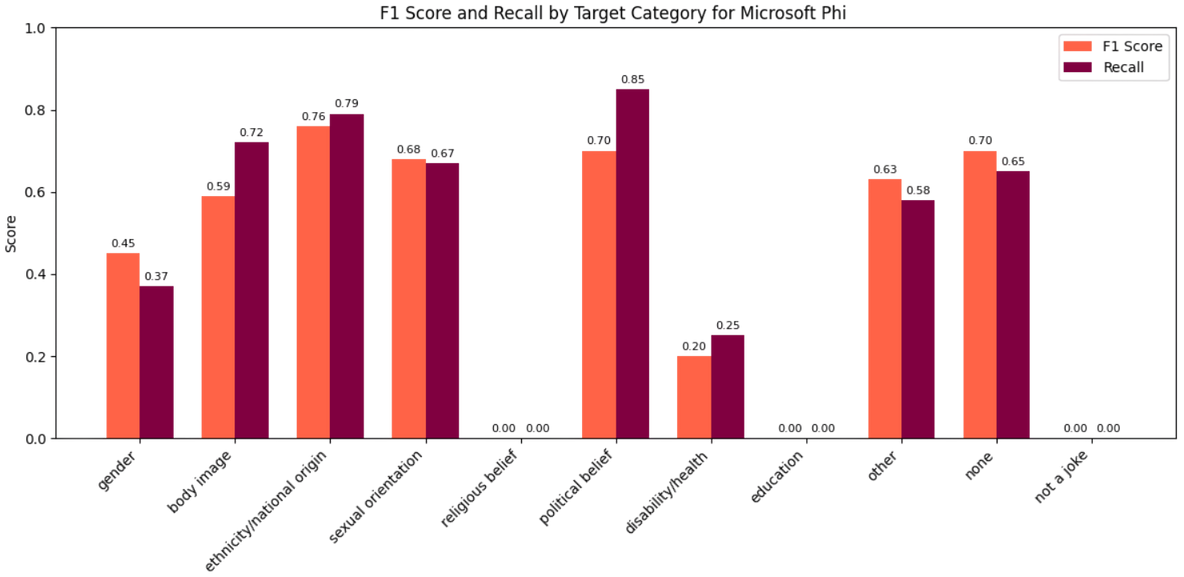 F1 Score and Recall by Target Category for Microsoft Phi
F1 Score
Recall
Score
1.0
0.8
0.6
0.4
0.2
0.0
0.45
0.37
0.59
0.72
0.76
0.79
0.68
0.67
0.00 0.00
0.70
0.85
0.20
0.25
0.00 0.00
0.63
0.58
0.70
0.65
0.00 0.00
gender
body image
ethnicity/national origin
sexual orientation
religious belief
political belief
disability/health
education
other
none
not a joke